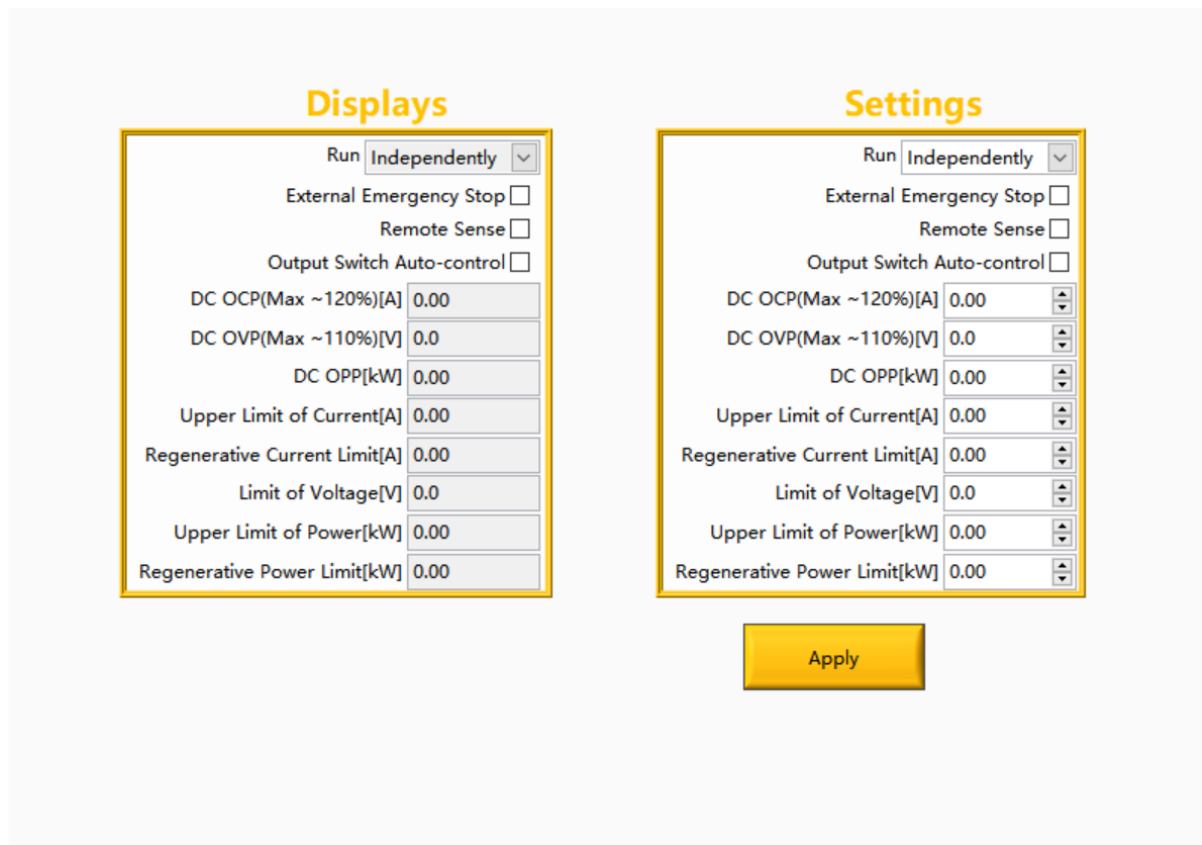 Displays
Run Independently
External Emergency Stop
Remote Sense
Output Switch Auto-control
DC OCP(Max ~120%)[A] 0.00
DC OVP(Max ~110%)[V] 0.0
DC OPP[kW] 0.00
Upper Limit of Current[A] 0.00
Regenerative Current Limit[A] 0.00
Limit of Voltage[V] 0.0
Upper Limit of Power[kW] 0.00
Regenerative Power Limit[kW] 0.00
Settings
Run Independently
External Emergency Stop
Remote Sense
Output Switch Auto-control
DC OCP(Max ~120%)[A] 0.00
DC OVP(Max ~110%)[V] 0.0
DC OPP[kW] 0.00
Upper Limit of Current[A] 0.00
Regenerative Current Limit[A] 0.00
Limit of Voltage[V] 0.0
Upper Limit of Power[kW] 0.00
Regenerative Power Limit[kW] 0.00
Apply